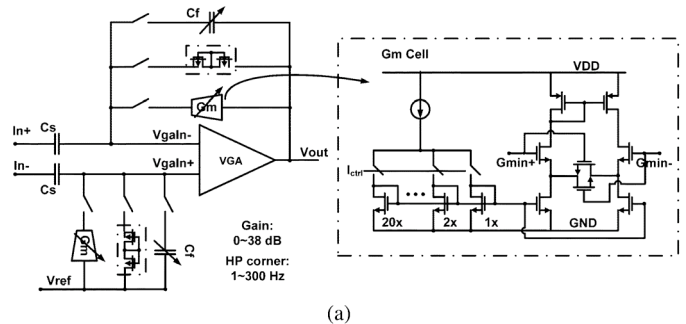 Cf
Gm
In+
Cs
VgaIn-
In-
Cs
VgaIn+
VGA
Vout
Gm
Cf
Vref
Gain:
0~38 dB
HP corner:
1~300 Hz
Gm Cell
VDD
Gmin+
Gmin-
Ictrl
20x
2x
1x
GND
(a)